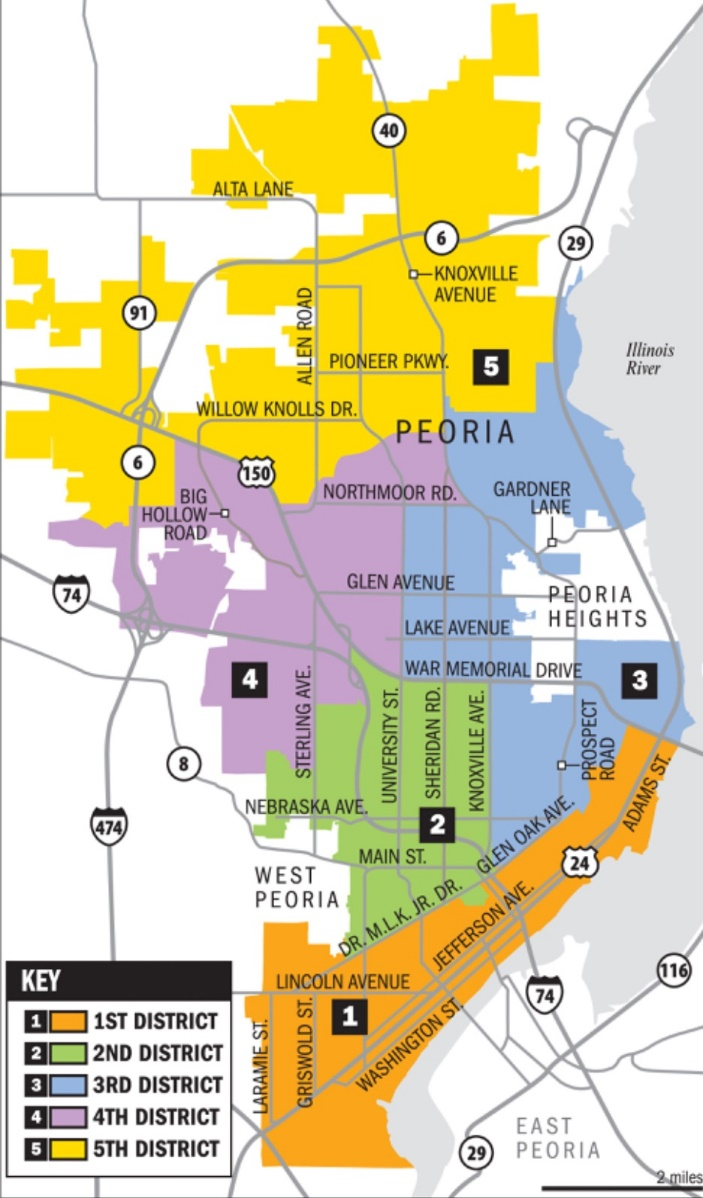 40
ALTA LANE
6
29
KNOXVILLE
AVENUE
91
ALLEN ROAD
Illinois
River
PIONEER PKWY.
5
WILLOW KNOLLS DR.
PEORIA
6
150
NORTHMOOR RD.
GARDNER
LANE
BIG
HOLLOW
ROAD
74
GLEN AVENUE
PEORIA
HEIGHTS
LAKE AVENUE
WAR MEMORIAL DRIVE
4
3
STERLING AVE.
UNIVERSITY ST.
SHERIDAN RD.
KNOXVILLE AVE.
PROSPECT
ROAD
8
ADAMS ST.
NEBRASKA AVE.
2
474
GLEN OAK AVE.
MAIN ST.
24
WEST
PEORIA
DR. M.L.K. JR. DR.
JEFFERSON AVE.
LINCOLN AVENUE
116
74
1
LARAMIE ST.
GRISWOLD ST.
WASHINGTON ST.
EAST
PEORIA
29
2 miles
KEY
1 1ST DISTRICT
2 2ND DISTRICT
3 3RD DISTRICT
4 4TH DISTRICT
5 5TH DISTRICT